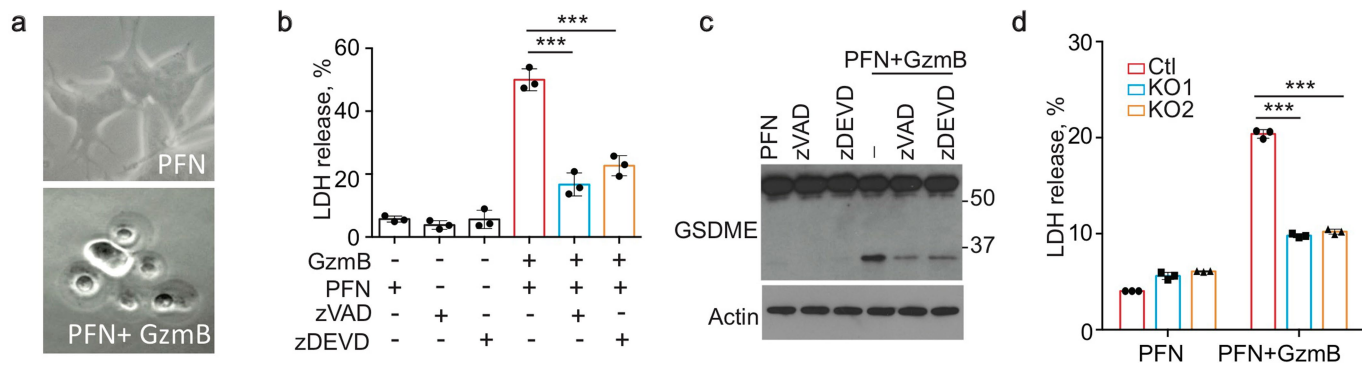 a
PFN
PFN+ GzmB
b
LDH release, %
60
40
20
0
***
***
GzmB - - - + + +
PFN + - - + + +
zVAD - + - - + -
zDEVD - - + - - +
c
PFN+GzmB
PFN
zVAD
zDEVD
–
zVAD
zDEVD
GSDME
-50
-37
Actin
d
LDH release, %
30
20
10
0
Ctl
KO1
KO2
***
***
PFN PFN+GzmB